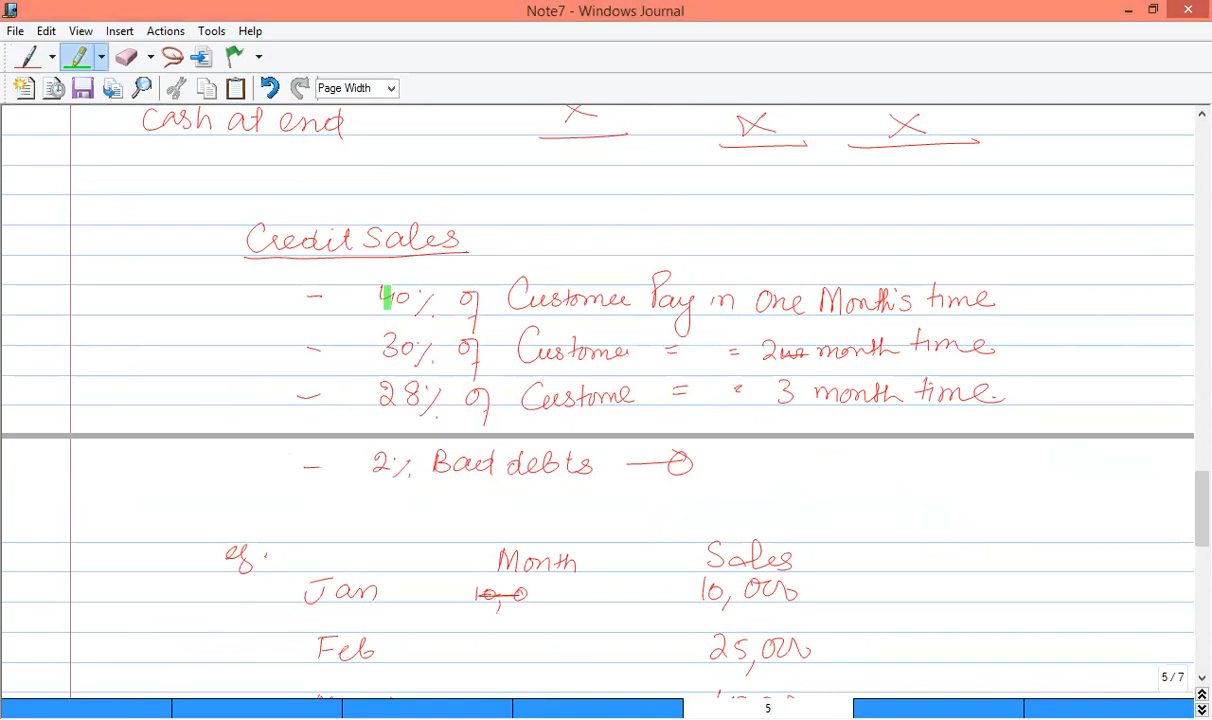 Note7 - Windows Journal
File Edit View Insert Actions Tools Help
Page Width
Cash at end X X X
Credit Sales
- 40% of Customer Pay in One Month's time
- 30% of Customer = = 2 month time.
- 28% of Custome = " 3 month time.
- 2% Bad debts
eg: Month Sales
Jan 10,0 10,000
Feb 25,000
5 / 7
5